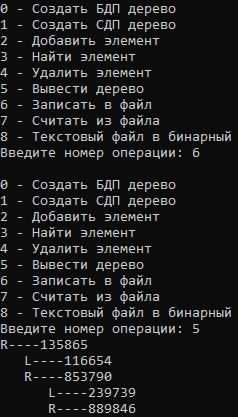 0 - Создать БДП дерево
1 - Создать СДП дерево
2 - Добавить элемент
3 - Найти элемент
4 - Удалить элемент
5 - Вывести дерево
6 - Записать в файл
7 - Считать из файла
8 - Текстовый файл в бинарный
Введите номер операции: 6
0 - Создать БДП дерево
1 - Создать СДП дерево
2 - Добавить элемент
3 - Найти элемент
4 - Удалить элемент
5 - Вывести дерево
6 - Записать в файл
7 - Считать из файла
8 - Текстовый файл в бинарный
Введите номер операции: 5
R----135865
L----116654
R----853790
L----239739
R----889846